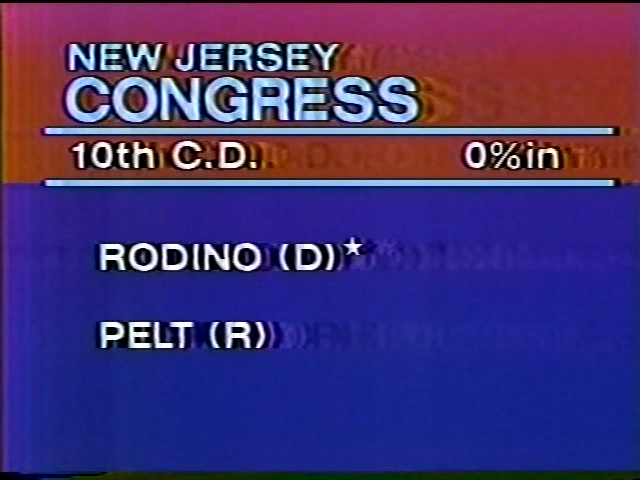 NEW JERSEY
CONGRESS
10th C.D. 0%in
RODINO (D)*
PELT (R)